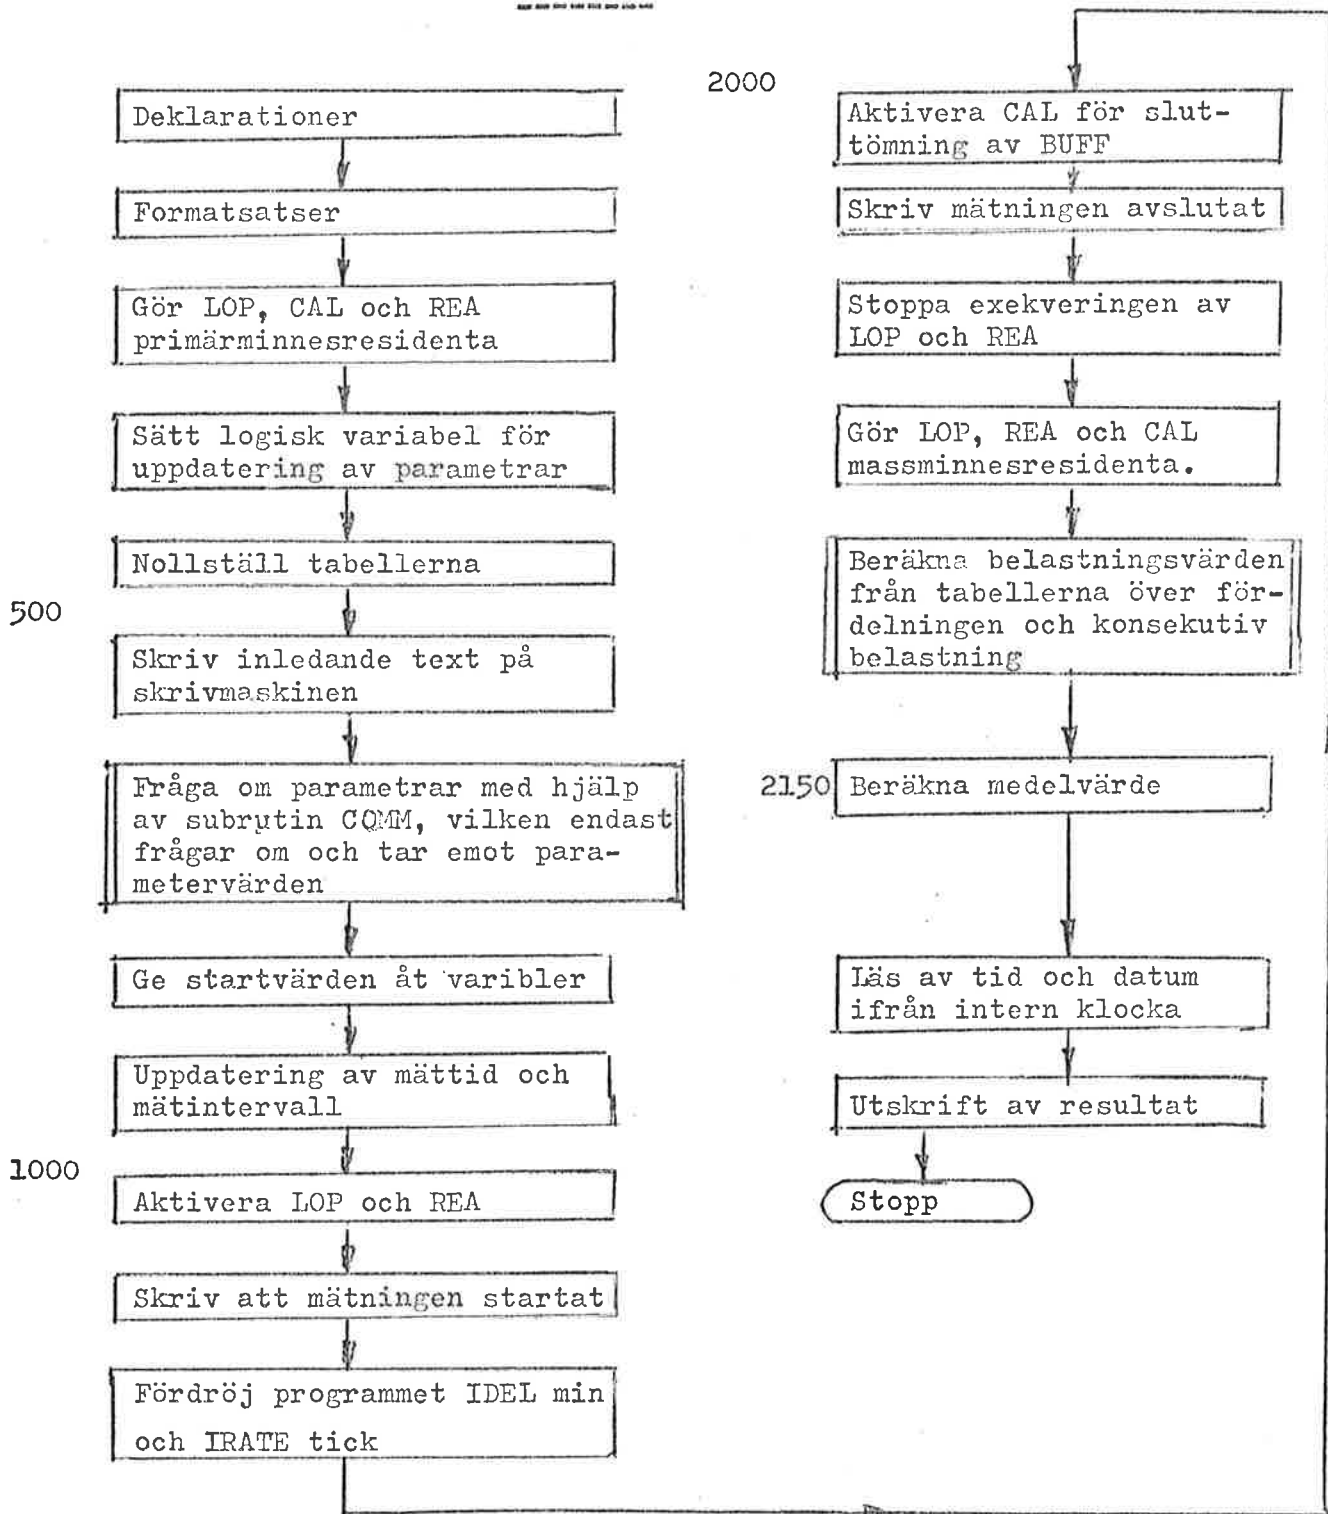 Deklarationer
Formatsatser
Gör LOP, CAL och REA
primärminnesresidenta
Sätt logisk variabel för
uppdatering av parametrar
Nollställ tabellerna
500
Skriv inledande text på
skrivmaskinen
Fråga om parametrar med hjälp
av subrutin COMM, vilken endast
frågar om och tar emot para-
metervärden
Ge startvärden åt varibler
Uppdatering av mättid och
mätintervall
1000
Aktivera LOP och REA
Skriv att mätningen startat
Fördröj programmet IDEL min
och IRATE tick
2000
Aktivera CAL för slut-
tömning av BUFF
Skriv mätningen avslutat
Stoppa exekveringen av
LOP och REA
Gör LOP, REA och CAL
massminnesresidenta.
Beräkna belastningsvärden
från tabellerna över för-
delningen och konsekutiv
belastning
2150
Beräkna medelvärde
Läs av tid och datum
ifrån intern klocka
Utskrift av resultat
Stopp